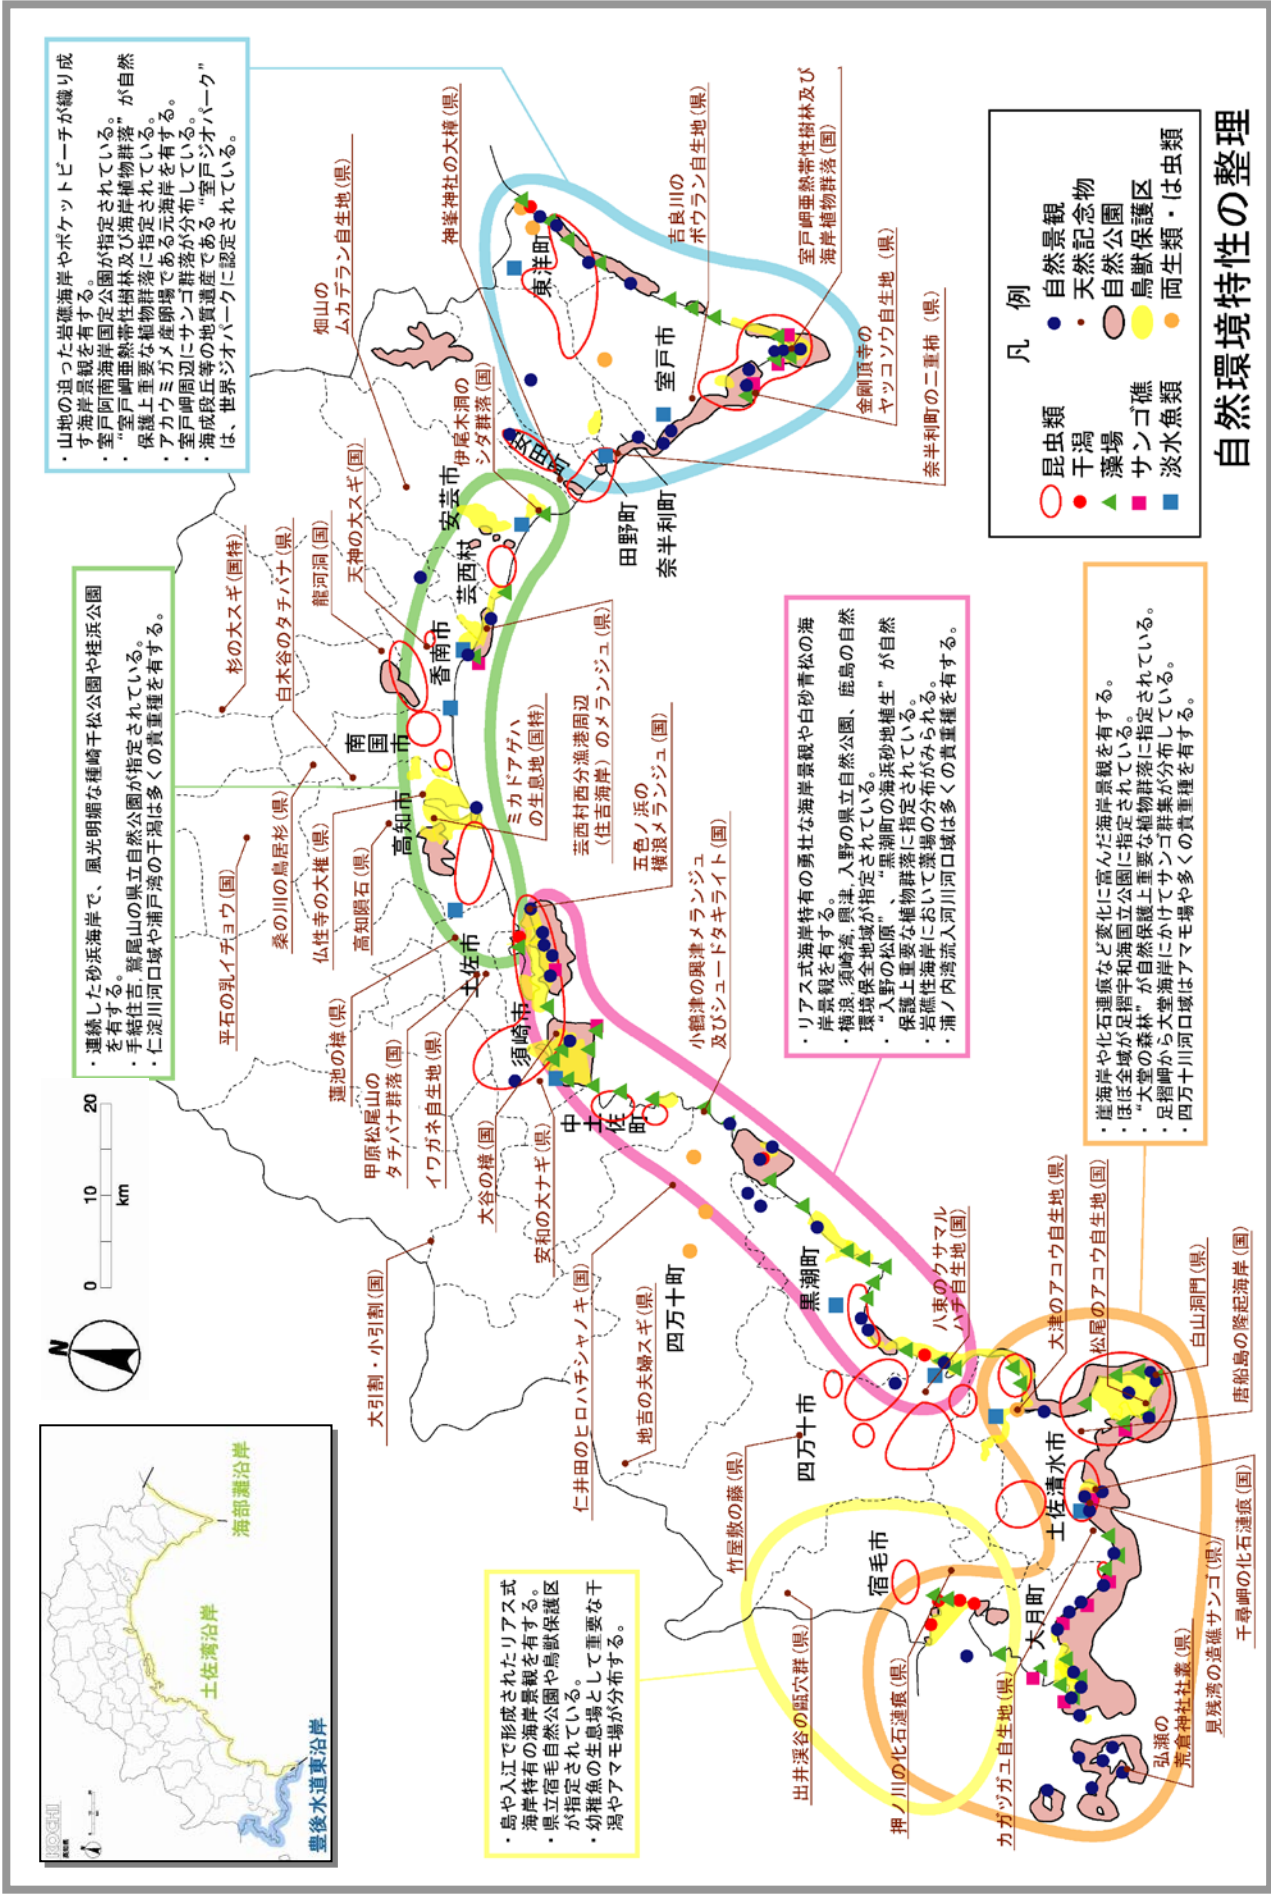 豊後水道東沿岸
土佐湾沿岸
海部灘沿岸
KOCHI
高知県
N
0 10 20
km
・山地の迫った岩礁海岸やポケットビーチが織り成
す海岸景観を有する。
・室戸阿南海岸国定公園が指定されている。
・“室戸岬亜熱帯性樹林及び海岸植物群落”が自然
保護上重要な植物群落に指定されている。
・アカウミガメ産卵場である元海岸を有する。
・室戸岬周辺にサンゴ群落が分布している。
・海成段丘等の地質遺産である“室戸ジオパーク”
は、世界ジオパークに認定されている。
・連続した砂浜海岸で、風光明媚な種崎千松公園や桂浜公園
を有する。
・手結住吉、鷲尾山の県立自然公園が指定されている。
・仁淀川河口域や浦戸湾の干潟は多くの貴重種を有する。
・リアス式海岸特有の勇壮な海岸景観や白砂青松の海
岸景観を有する。
・横浪、須崎湾、興津、入野の県立自然公園、鹿島の自然
環境保全地域が指定されている。
・“入野の松原”、“黒潮町の海浜砂地植生”が自然
保護上重要な植物群落に指定されている。
・岩礁性海岸において藻場の分布がみられる。
・浦ノ内湾流入河川河口域は多くの貴重種を有する。
・崖海岸や化石漣痕など変化に富んだ海岸景観を有する。
・ほぼ全域が足摺宇和海国立公園に指定されている。
・“大堂の森林”が自然保護上重要な植物群落に指定されている
・足摺岬から大堂海岸にかけてサンゴ群集が分布している。
・四万十川河口域はアマモ場や多くの貴重種を有する。
・島や入江で形成されたリアス式
海岸特有の海岸景観を有する。
・県立宿毛自然公園や鳥獣保護区
が指定されている。
・幼稚魚の生息場として重要な干
潟やアマモ場が分布する。
大引割・小引割(国)
平石の乳イチョウ(国)
杉の大スギ(国特)
白木谷のタチバナ(県)
龍河洞(国)
天神の大スギ(国)
畑山の
ムカデラン自生地(県)
伊尾木洞の
シダ群落(国)
神峯神社の大樟(県)
桑の川の鳥居杉(県)
仏性寺の大椎(県)
高知隕石(県)
蓮池の樟(県)
甲原松尾山の
タチバナ群落(国)
イワガネ自生地(県)
大谷の樟(国)
安和の大ナギ(県)
仁井田のヒロハチシャノキ(国)
地吉の夫婦スギ(県)
竹屋敷の藤(県)
出井渓谷の甌穴群(県)
押ノ川の化石漣痕(県)
カガツガユ自生地(県)
弘瀬の
荒倉神社社叢(県)
見残湾の造礁サンゴ(県)
千尋岬の化石漣痕(国)
唐船島の隆起海岸(国)
白山洞門(県)
松尾のアコウ自生地(国)
大津のアコウ自生地(県)
八束のクサマル
ハチ自生地(国)
小鶴津の興津メランジュ
及びシュードタキライト(国)
五色ノ浜の
横浪メランジュ(国)
芸西村西分漁港周辺
(住吉海岸)のメランジュ(県)
ミカドアゲハ
の生息地(国特)
吉良川の
ボウラン自生地(県)
室戸岬亜熱帯性樹林及び
海岸植物群落(国)
金剛頂寺の
ヤッコソウ自生地(県)
奈半利町の二重柿(県)
東洋町
室戸市
奈半利町
田野町
安田町
安芸市
芸西村
香南市
南国市
高知市
土佐市
須崎市
中土佐町
四万十町
黒潮町
四万十市
土佐清水市
大月町
宿毛市
凡 例
昆虫類
干潟
藻場
サンゴ礁
淡水魚類
自然景観
天然記念物
自然公園
鳥獣保護区
両生類・は虫類
自然環境特性の整理